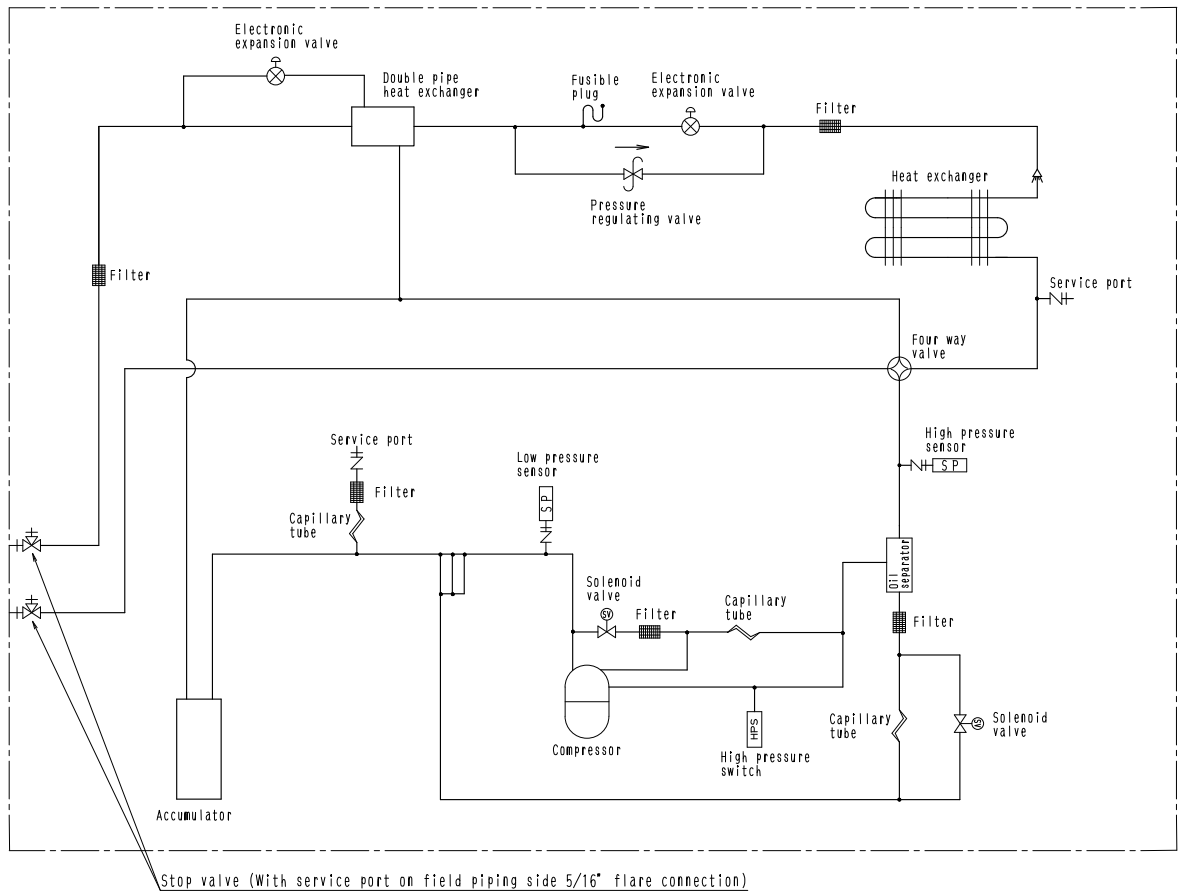 Electronic
expansion valve
Double pipe
heat exchanger
Fusible
plug
Electronic
expansion valve
Filter
Pressure
regulating valve
Heat exchanger
Filter
Service port
Four way
valve
Service port
Filter
Capillary
tube
Low pressure
sensor
SP
High pressure
sensor
SP
Solenoid
valve
SV
Filter
Capillary
tube
Oil
separator
Filter
Compressor
HPS
High pressure
switch
Capillary
tube
SV
Solenoid
valve
Accumulator
Stop valve (With service port on field piping side 5/16" flare connection)